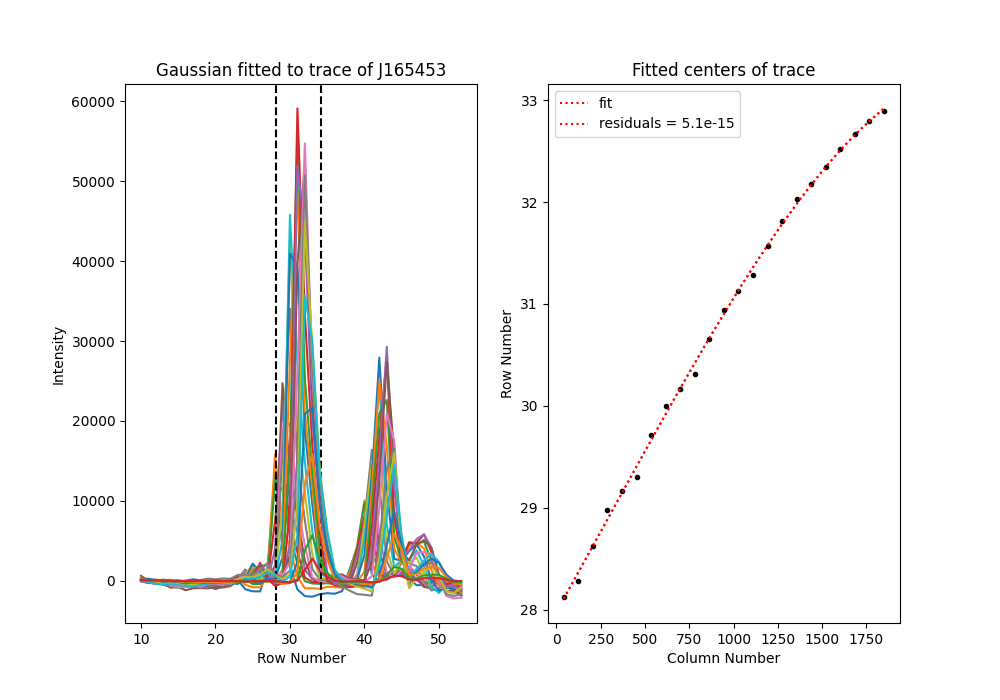 Gaussian fitted to trace of J165453
60000
50000
40000
30000
20000
10000
0
Intensity
10 20 30 40 50
Row Number
Fitted centers of trace
fit
residuals = 5.1e-15
33
32
31
30
29
28
Row Number
0 250 500 750 1000 1250 1500 1750
Column Number